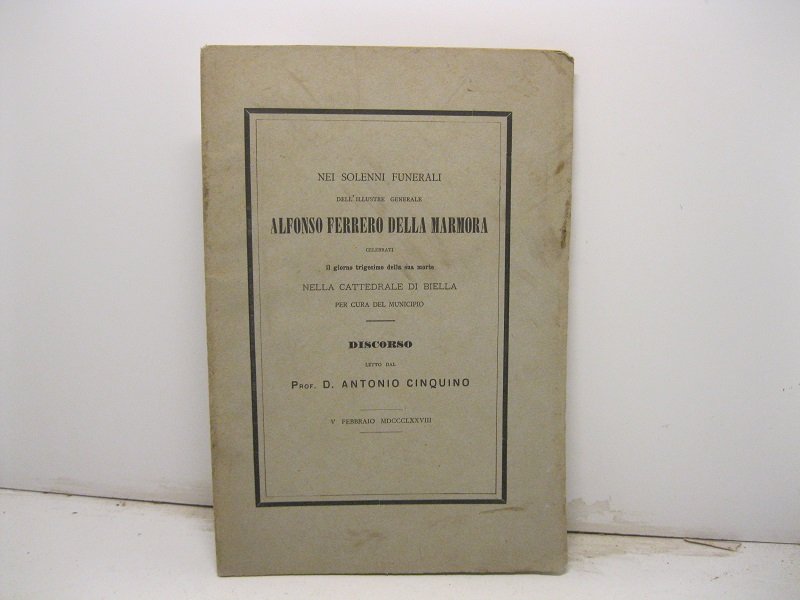 NEI SOLENNI FUNERALI
DELL'ILLUSTRE GENERALE
ALFONSO FERRERO DELLA MARMORA
CELEBRATI
il giorno trigesimo della sua morte
NELLA CATTEDRALE DI BIELLA
PER CURA DEL MUNICIPIO
DISCORSO
LETTO DAL
PROF. D. ANTONIO CINQUINO
V FEBBRAIO MDCCCLXXVIII